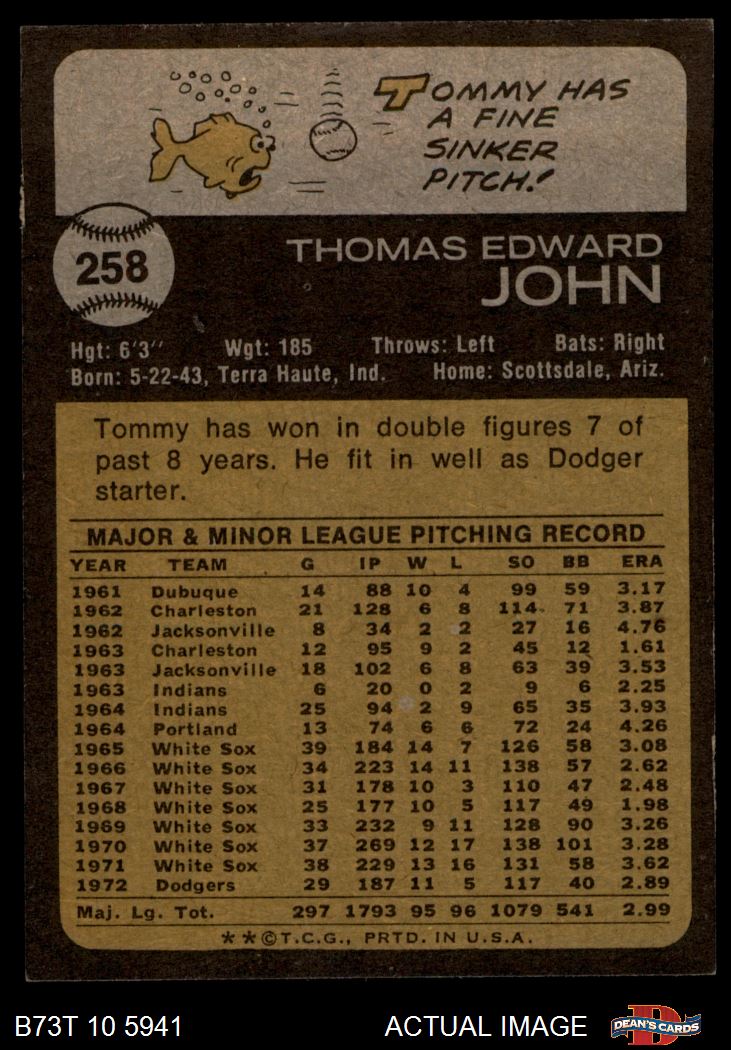 TOMMY HAS
A FINE
SINKER
PITCH!
258
THOMAS EDWARD
JOHN
Hgt: 6'3" Wgt: 185 Throws: Left Bats: Right
Born: 5-22-43, Terra Haute, Ind. Home: Scottsdale, Ariz.
Tommy has won in double figures 7 of
past 8 years. He fit in well as Dodger
starter.
MAJOR & MINOR LEAGUE PITCHING RECORD
YEAR TEAM G IP W L SO BB ERA
1961 Dubuque 14 88 10 4 99 59 3.17
1962 Charleston 21 128 6 8 114 71 3.87
1962 Jacksonville 8 34 2 2 27 16 4.76
1963 Charleston 12 95 9 2 45 12 1.61
1963 Jacksonville 18 102 6 8 63 39 3.53
1963 Indians 6 20 0 2 9 6 2.25
1964 Indians 25 94 2 9 65 35 3.93
1964 Portland 13 74 6 6 72 24 4.26
1965 White Sox 39 184 14 7 126 58 3.08
1966 White Sox 34 223 14 11 138 57 2.62
1967 White Sox 31 178 10 3 110 47 2.48
1968 White Sox 25 177 10 5 117 49 1.98
1969 White Sox 33 232 9 11 128 90 3.26
1970 White Sox 37 269 12 17 138 101 3.28
1971 White Sox 38 229 13 16 131 58 3.62
1972 Dodgers 29 187 11 5 117 40 2.89
Maj. Lg. Tot. 297 1793 95 96 1079 541 2.99
**©T.C.G., PRTD. IN U.S.A.
B73T 10 5941 ACTUAL IMAGE D DEAN'S CARDS